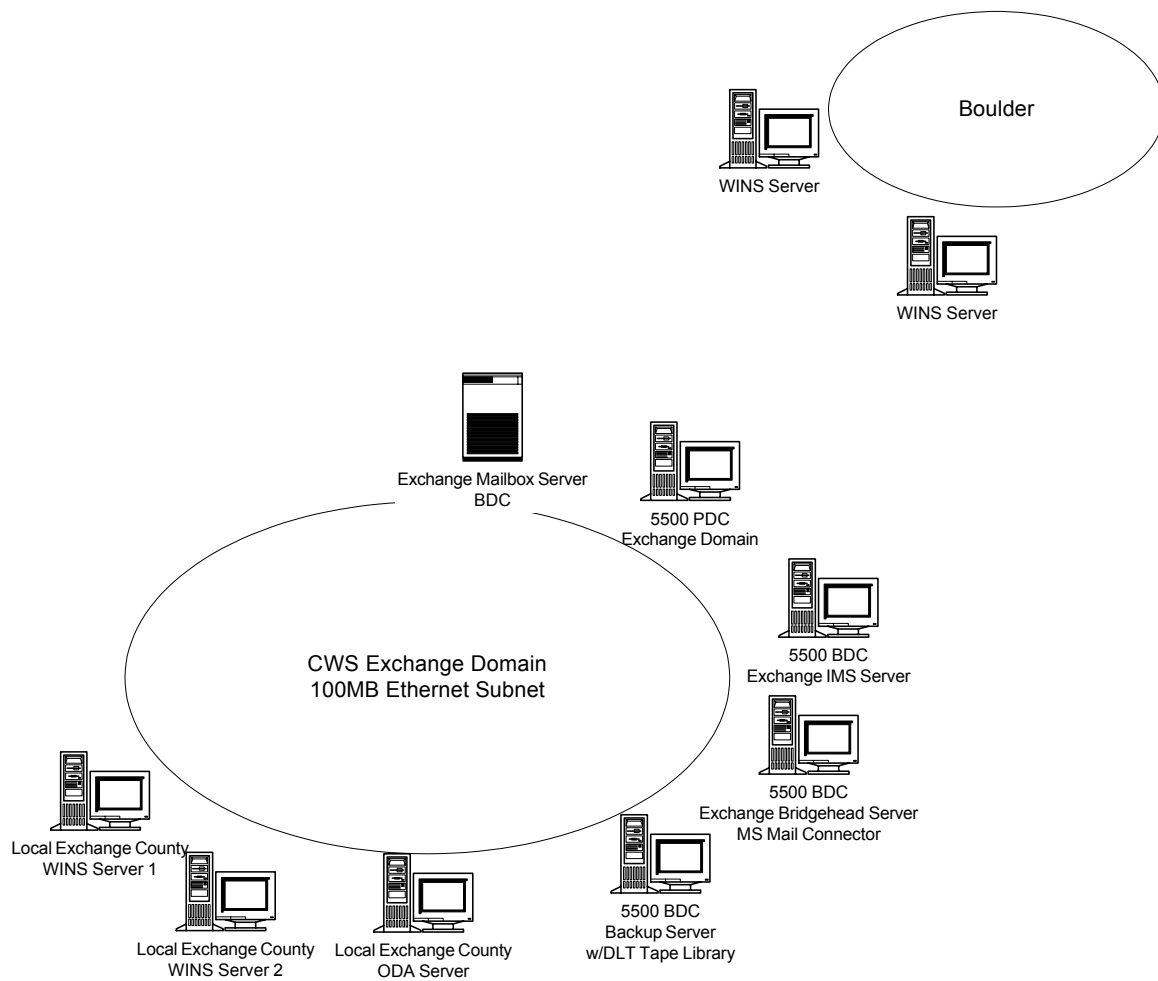 Boulder
WINS Server
WINS Server
Exchange Mailbox Server
BDC
5500 PDC
Exchange Domain
5500 BDC
Exchange IMS Server
CWS Exchange Domain
100MB Ethernet Subnet
5500 BDC
Exchange Bridgehead Server
MS Mail Connector
Local Exchange County
WINS Server 1
Local Exchange County
WINS Server 2
Local Exchange County
ODA Server
5500 BDC
Backup Server
w/DLT Tape Library